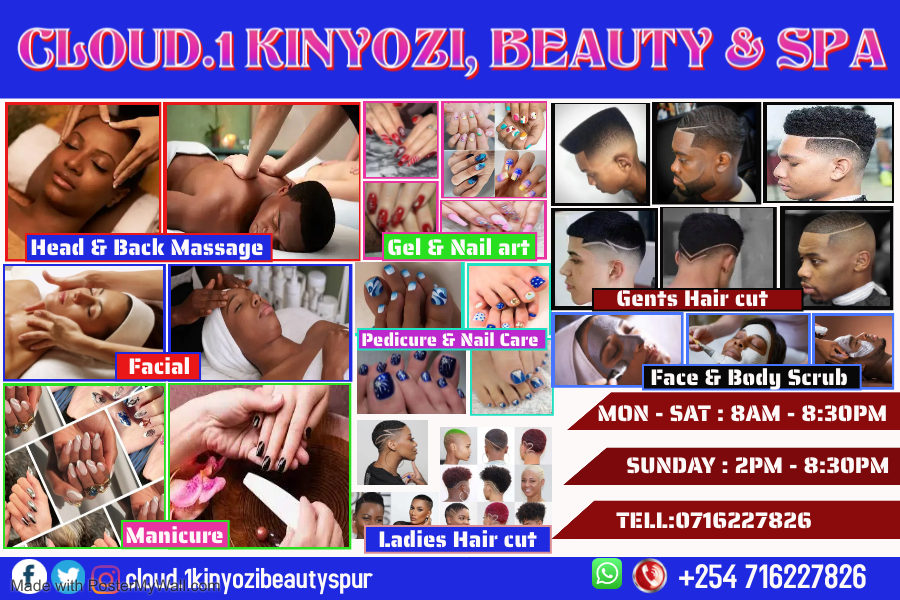 CLOUD.1 KINYOZI, BEAUTY & SPA
Head & Back Massage
Gel & Nail art
Gents Hair cut
Pedicure & Nail Care
Facial
Face & Body Scrub
MON - SAT : 8AM - 8:30PM
SUNDAY : 2PM - 8:30PM
TELL:0716227826
Manicure
Ladies Hair cut
cloud.1kinyozibeautyspur
+254 716227826
Made with PosterMyWall.com